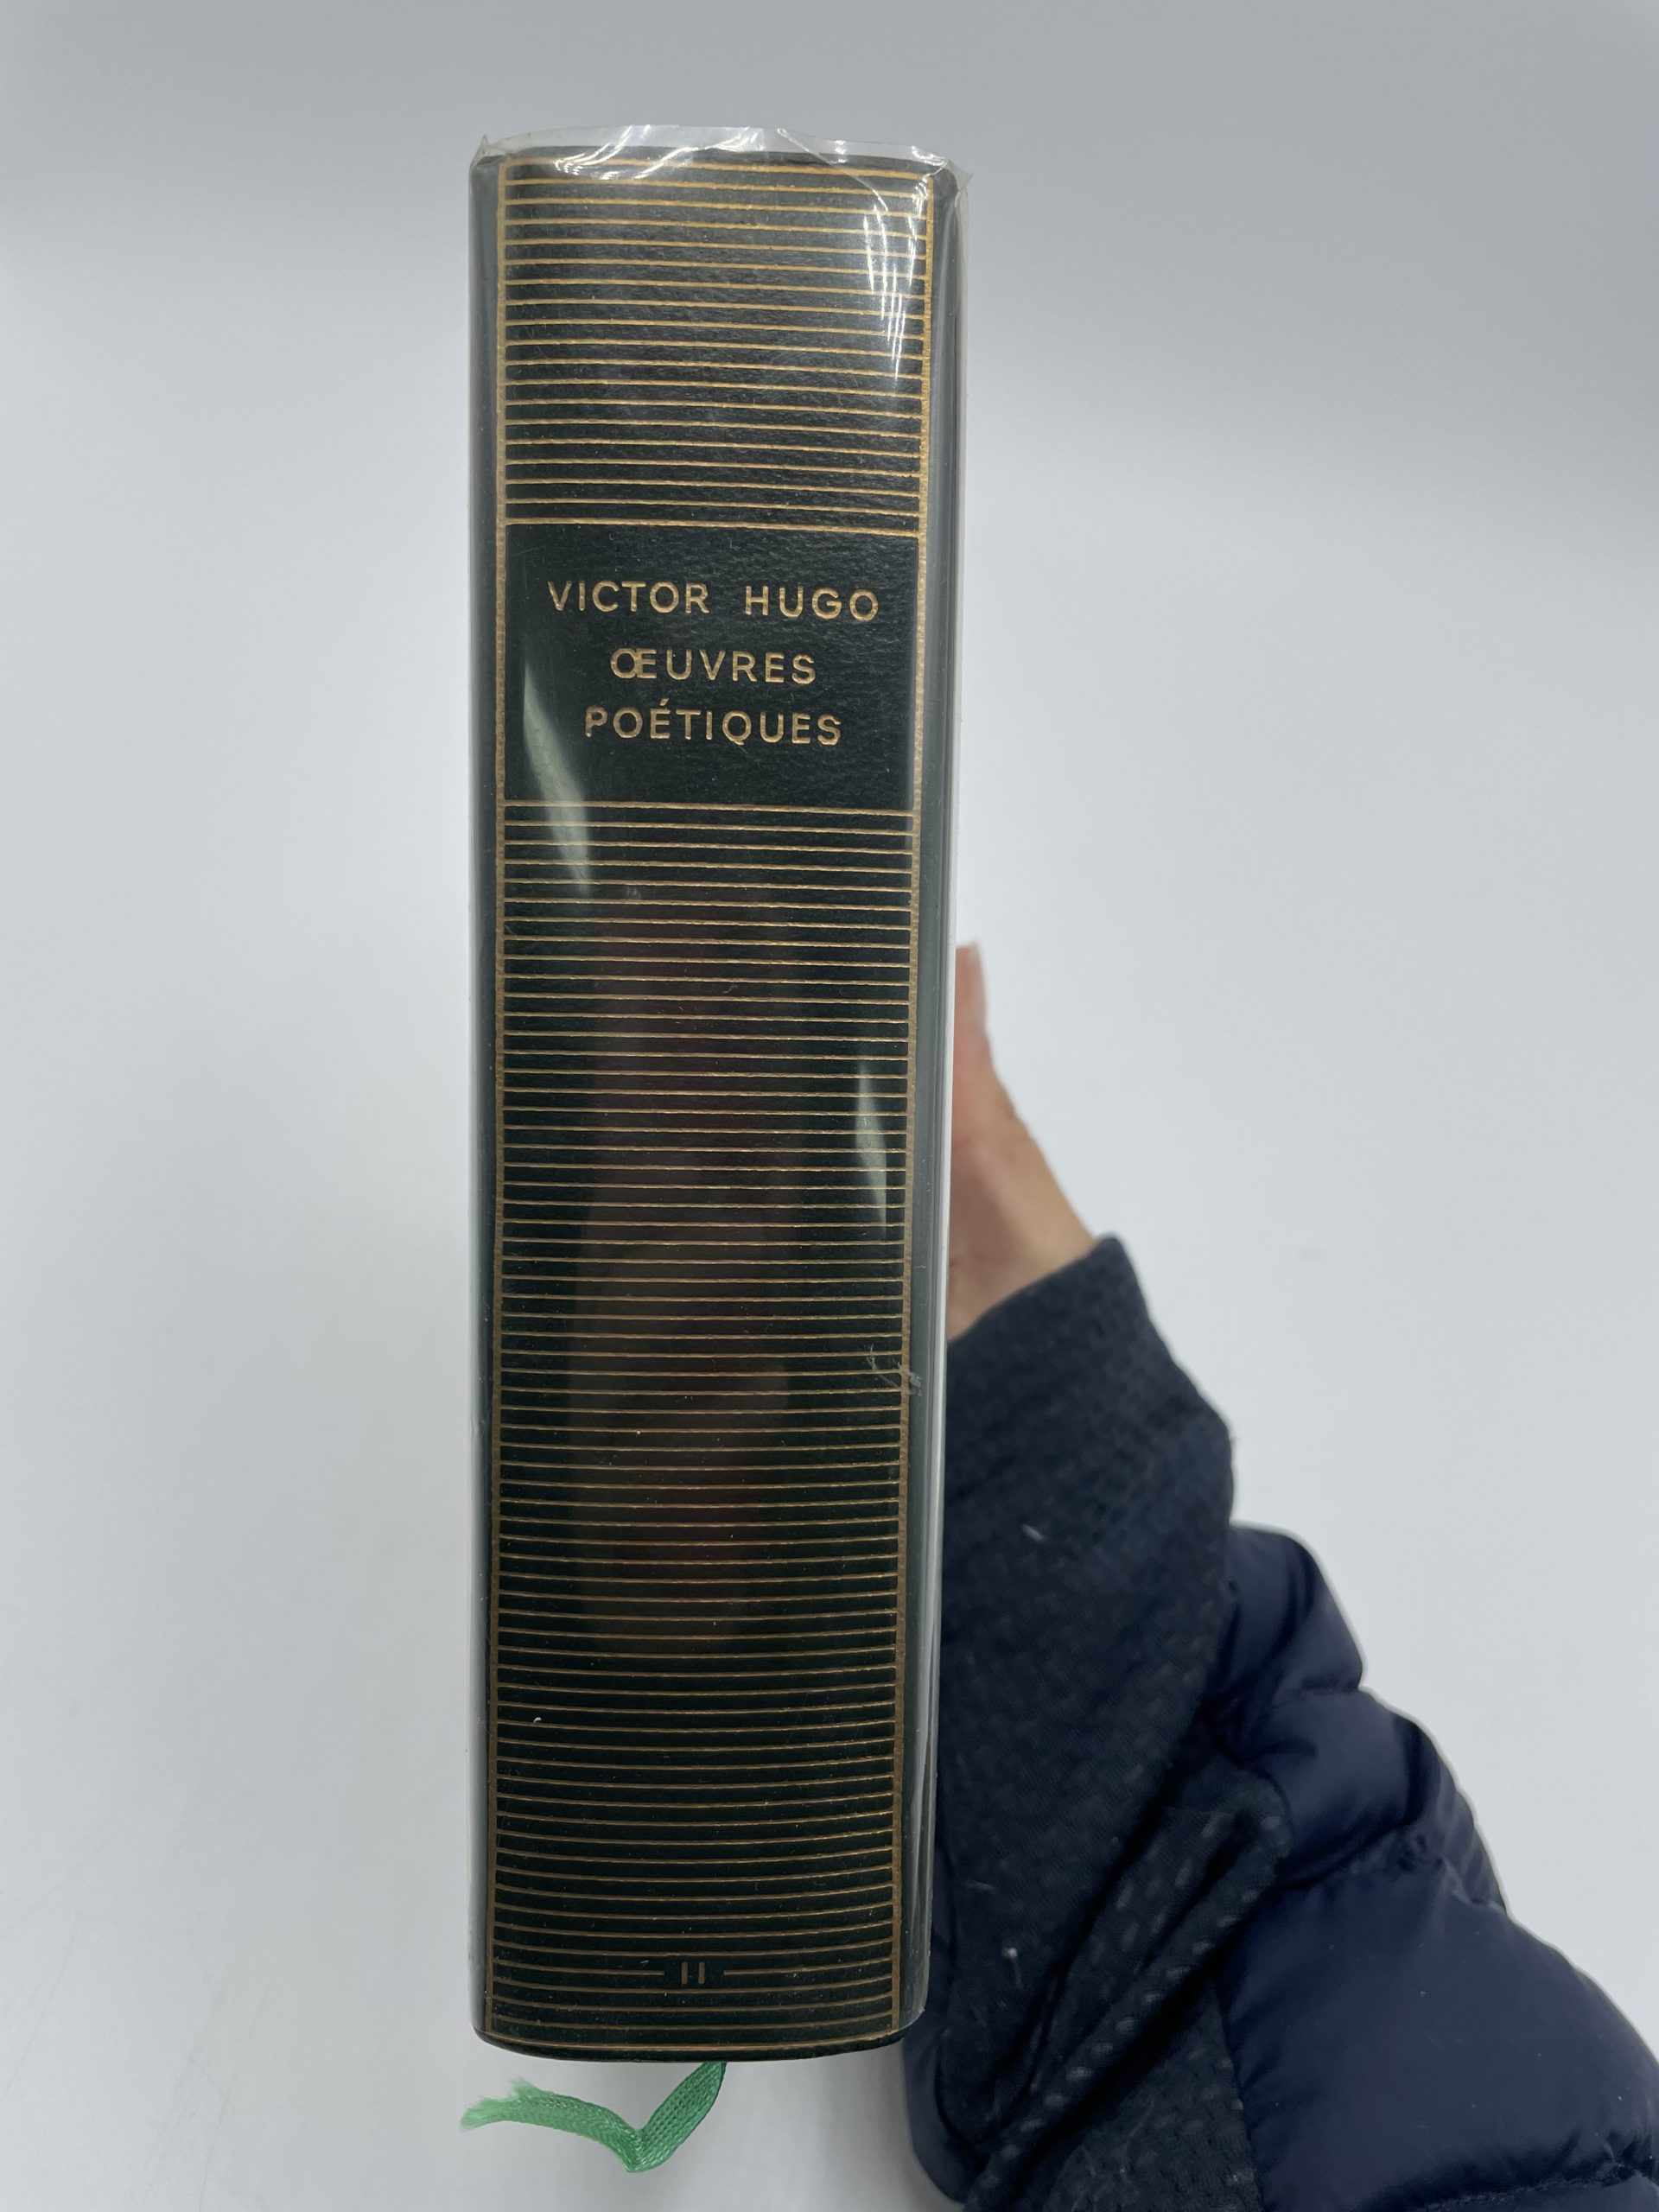 VICTOR HUGO
ŒUVRES
POÉTIQUES
II